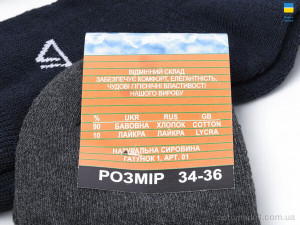 ВІДМІННИЙ СКЛАД
ЗАБЕЗПЕЧУЄ КОМФОРТ, ЕЛЕГАНТНІСТЬ,
ЧУДОВІ ГІГІЄНІЧНІ ВЛАСТИВОСТІ
НАШОГО ВИРОБУ
% UKR RUS GB
90 БАВОВНА ХЛОПОК COTTON
10 ЛАЙКРА ЛАЙКРА LYCRA
НАТУРАЛЬНА СИРОВИНА
ГАТУНОК 1, АРТ. 01
РОЗМІР 34-36